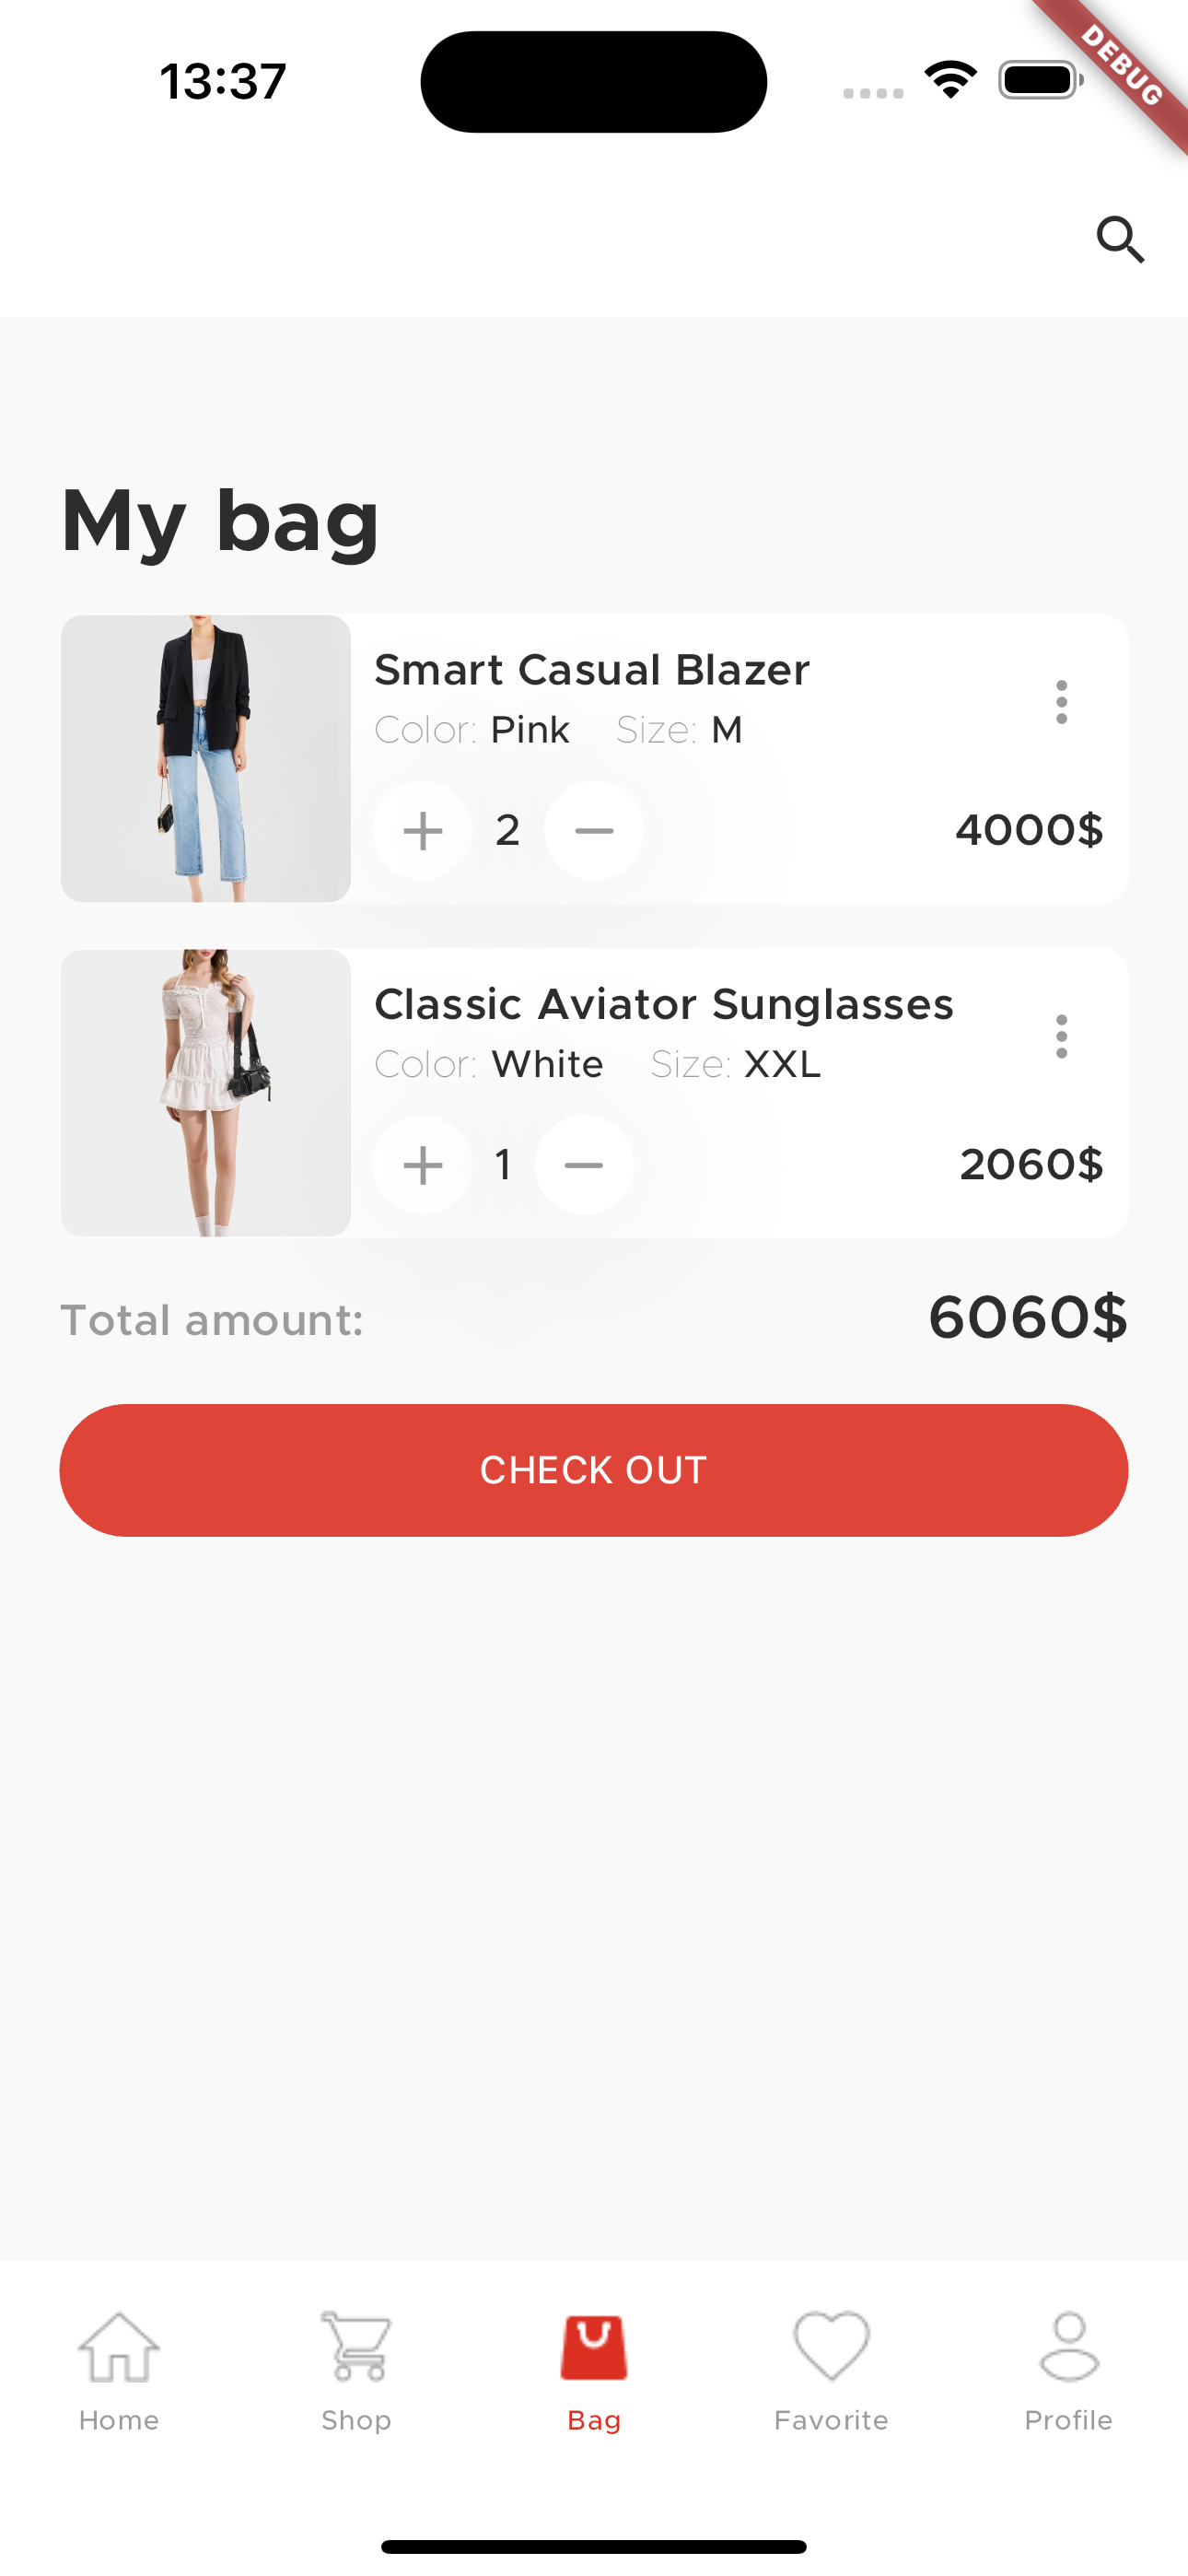 13:37
DEBUG
My bag
Smart Casual Blazer
Color: Pink Size: M
2 4000$
Classic Aviator Sunglasses
Color: White Size: XXL
1 2060$
Total amount: 6060$
CHECK OUT
Home Shop Bag Favorite Profile